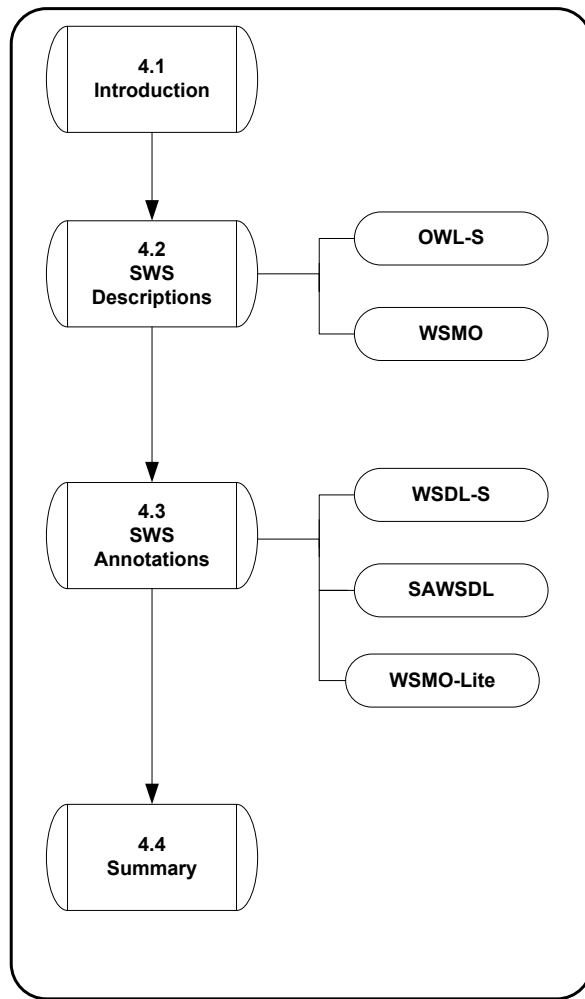 4.1
Introduction
4.2
SWS
Descriptions
OWL-S
WSMO
4.3
SWS
Annotations
WSDL-S
SAWSDL
WSMO-Lite
4.4
Summary